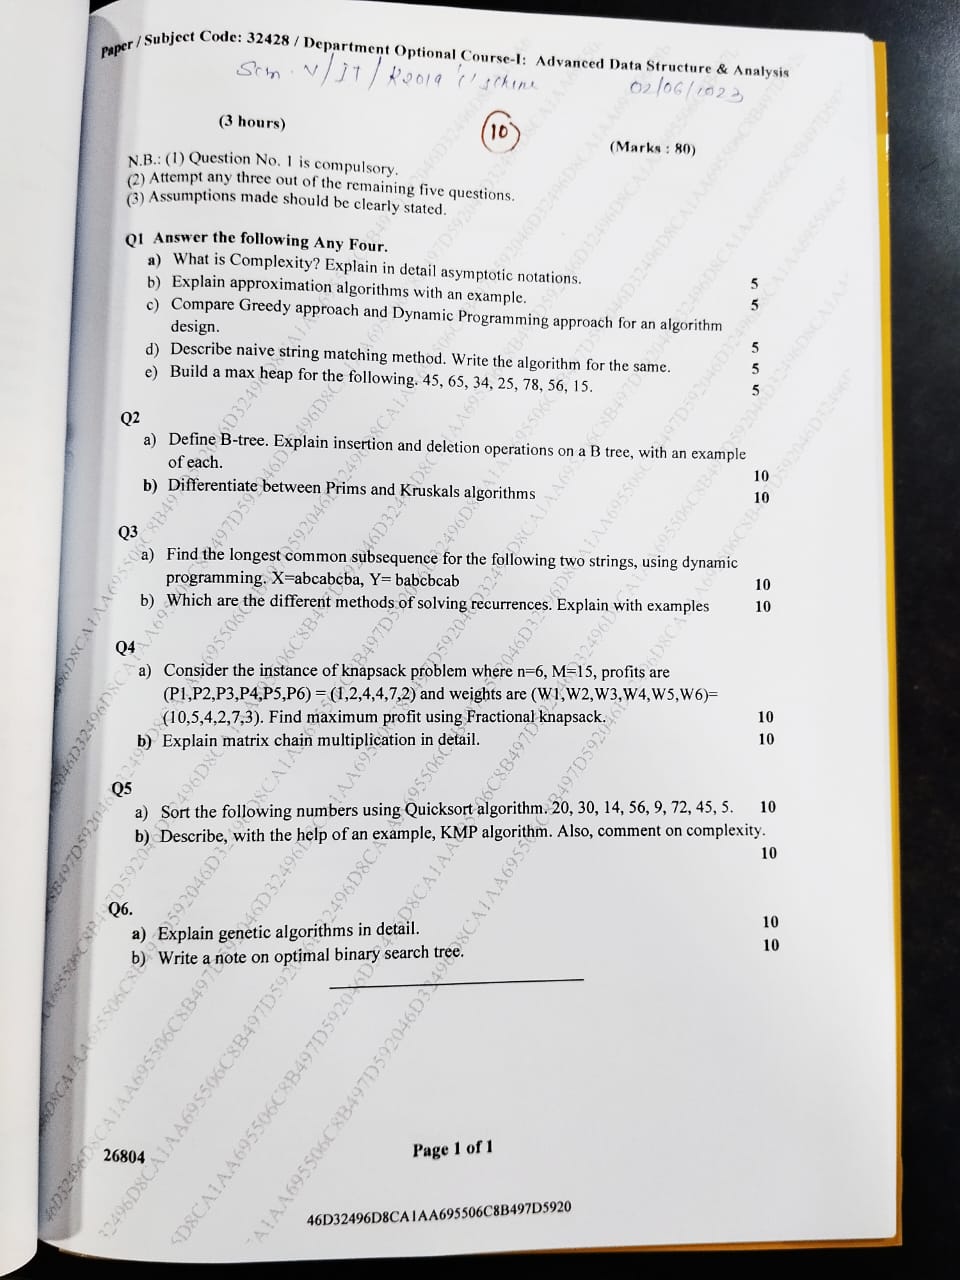 Paper / Subject Code: 32428 / Department Optional Course-I: Advanced Data Structure & Analysis
Sem. V / IT / R2019 'C' scheme 02/06/1023
(3 hours)
10
(Marks : 80)
N.B.: (1) Question No. 1 is compulsory.
(2) Attempt any three out of the remaining five questions.
(3) Assumptions made should be clearly stated.
Q1 Answer the following Any Four.
a) What is Complexity? Explain in detail asymptotic notations. 5
b) Explain approximation algorithms with an example. 5
c) Compare Greedy approach and Dynamic Programming approach for an algorithm
design. 5
d) Describe naive string matching method. Write the algorithm for the same. 5
e) Build a max heap for the following. 45, 65, 34, 25, 78, 56, 15. 5
Q2
a) Define B-tree. Explain insertion and deletion operations on a B tree, with an example
of each. 10
b) Differentiate between Prims and Kruskals algorithms 10
Q3
a) Find the longest common subsequence for the following two strings, using dynamic
programming. X=abcabcba, Y= babcbcab 10
b) Which are the different methods of solving recurrences. Explain with examples 10
Q4
a) Consider the instance of knapsack problem where n=6, M=15, profits are
(P1,P2,P3,P4,P5,P6) = (1,2,4,4,7,2) and weights are (W1,W2,W3,W4,W5,W6)=
(10,5,4,2,7,3). Find maximum profit using Fractional knapsack. 10
b) Explain matrix chain multiplication in detail. 10
Q5
a) Sort the following numbers using Quicksort algorithm. 20, 30, 14, 56, 9, 72, 45, 5. 10
b) Describe, with the help of an example, KMP algorithm. Also, comment on complexity.
10
Q6.
a) Explain genetic algorithms in detail. 10
b) Write a note on optimal binary search tree. 10
26804
Page 1 of 1
46D32496D8CA1AA695506C8B497D5920